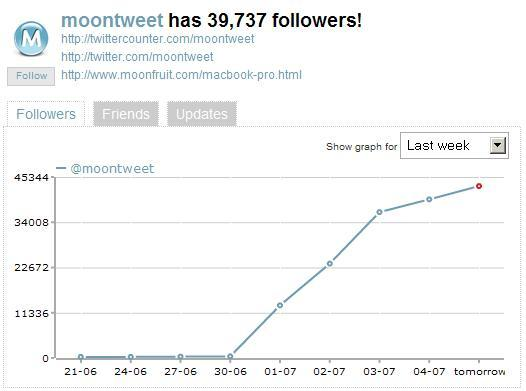 moontweet has 39,737 followers!
M
http://twittercounter.com/moontweet
http://twitter.com/moontweet
Follow
http://www.moonfruit.com/macbook-pro.html
Followers Friends Updates
Show graph for Last week
@moontweet
45344
34008
22672
11336
0
21-06 24-06 27-06 30-06 01-07 02-07 03-07 04-07 tomorrow